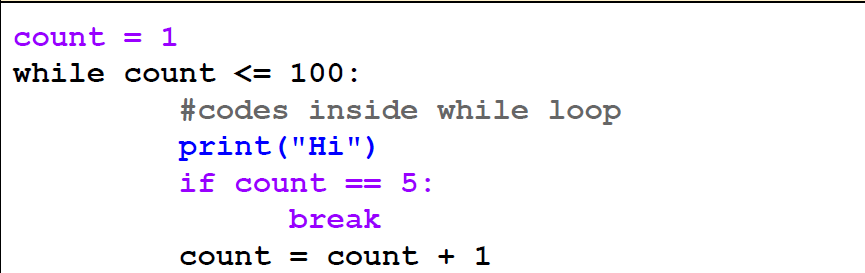 count = 1
while count <= 100:
        #codes inside while loop
        print("Hi")
        if count == 5:
              break
        count = count + 1